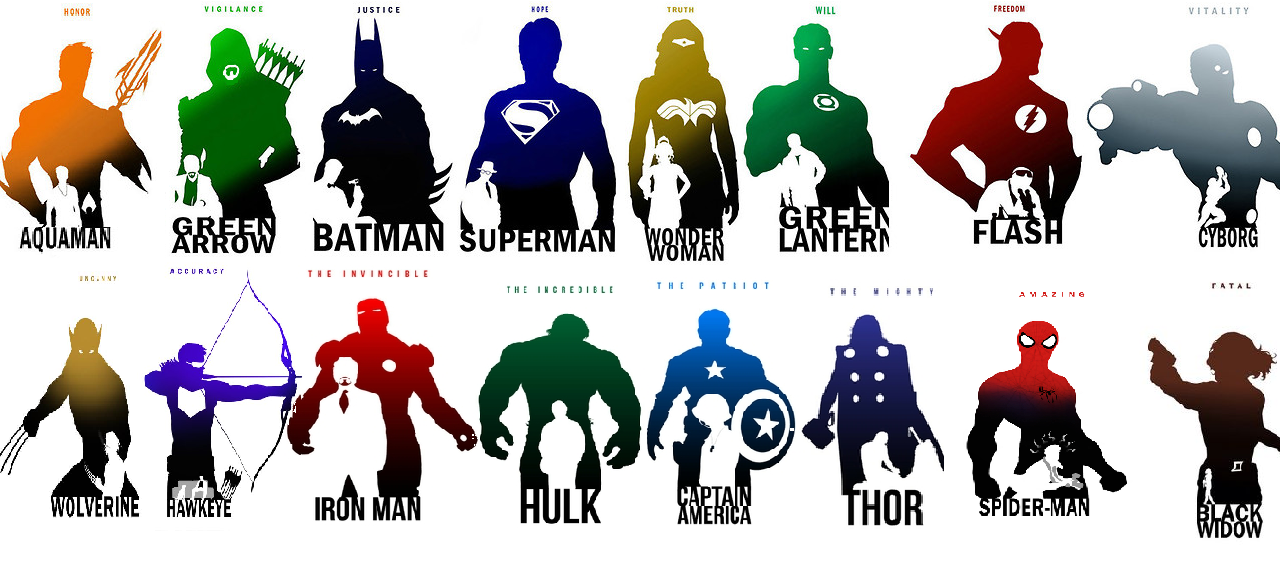 HONOR
VIGILANCE
JUSTICE
HOPE
TRUTH
WILL
FREEDOM
VITALITY
AQUAMAN
GREEN
ARROW
BATMAN
SUPERMAN
WONDER
WOMAN
GREEN
LANTERN
FLASH
CYBORG
UNCANNY
ACCURACY
THE INVINCIBLE
THE INCREDIBLE
THE PATRIOT
THE MIGHTY
AMAZING
FATAL
WOLVERINE
HAWKEYE
IRON MAN
HULK
CAPTAIN
AMERICA
THOR
SPIDER-MAN
BLACK
WIDOW